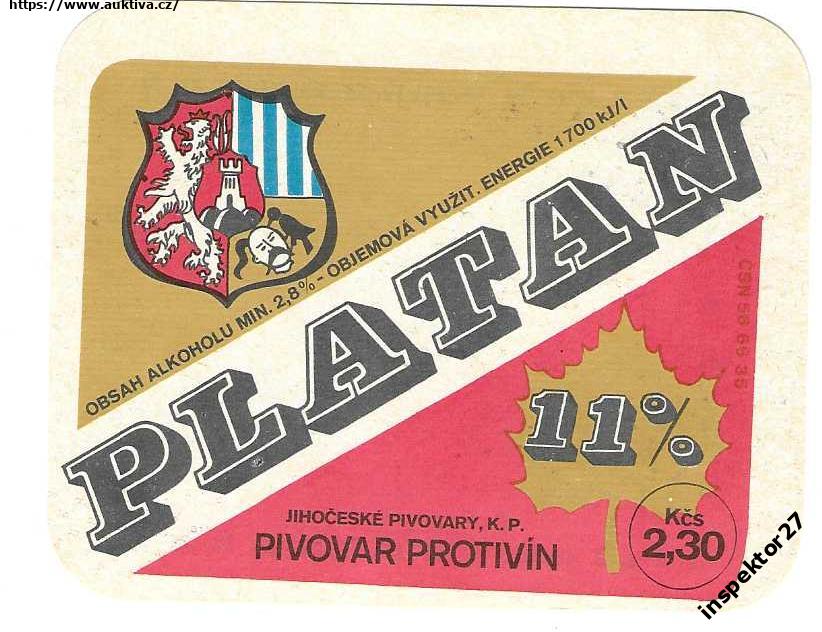 https://www.auktiva.cz/
OBSAH ALKOHOLU MIN. 2,8% - OBJEMOVÁ VYUŽIT. ENERGIE 1700 kJ/l
PLATAN
ČSN 56 66 35
11%
JIHOČESKÉ PIVOVARY, K. P.
PIVOVAR PROTIVÍN
Kčs
2,30
inspektor27